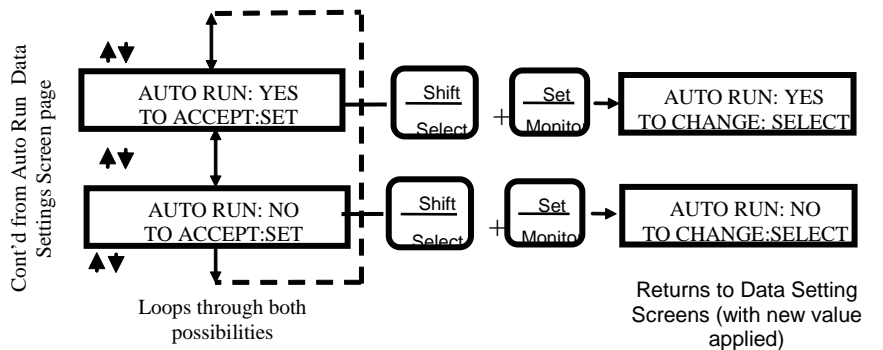 Cont'd from Auto Run Data
Settings Screen page
AUTO RUN: YES
TO ACCEPT:SET
Shift
Select
+
Set
Monitor
AUTO RUN: YES
TO CHANGE: SELECT
AUTO RUN: NO
TO ACCEPT:SET
Shift
Select
+
Set
Monitor
AUTO RUN: NO
TO CHANGE:SELECT
Loops through both
possibilities
Returns to Data Setting
Screens (with new value
applied)